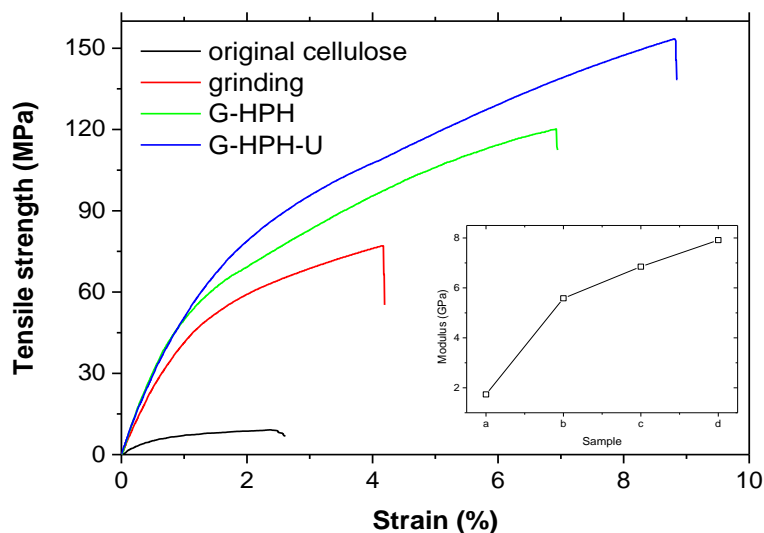 original cellulose
grinding
G-HPH
G-HPH-U
Tensile strength (MPa)
150
120
90
60
30
0
0 2 4 6 8 10
Strain (%)
Modulus (GPa)
8
6
4
2
a b c d
Sample